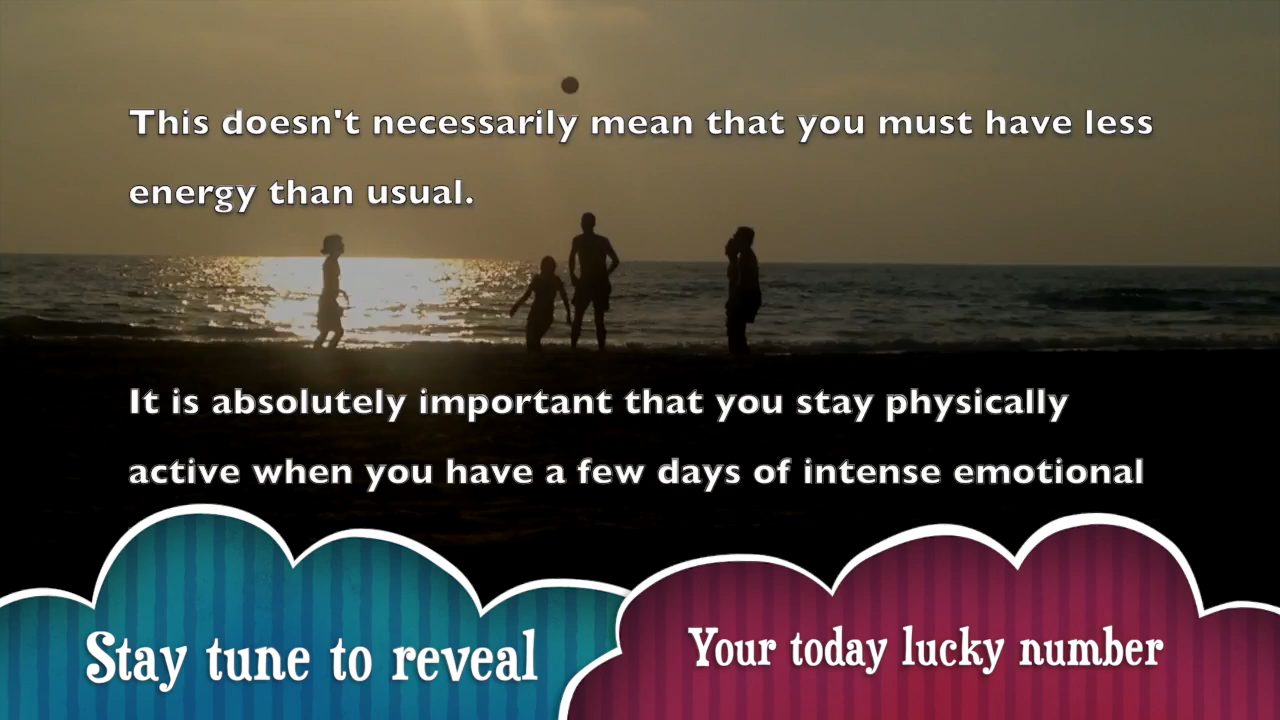 This doesn't necessarily mean that you must have less
energy than usual.
It is absolutely important that you stay physically
active when you have a few days of intense emotional
Stay tune to reveal
Your today lucky number